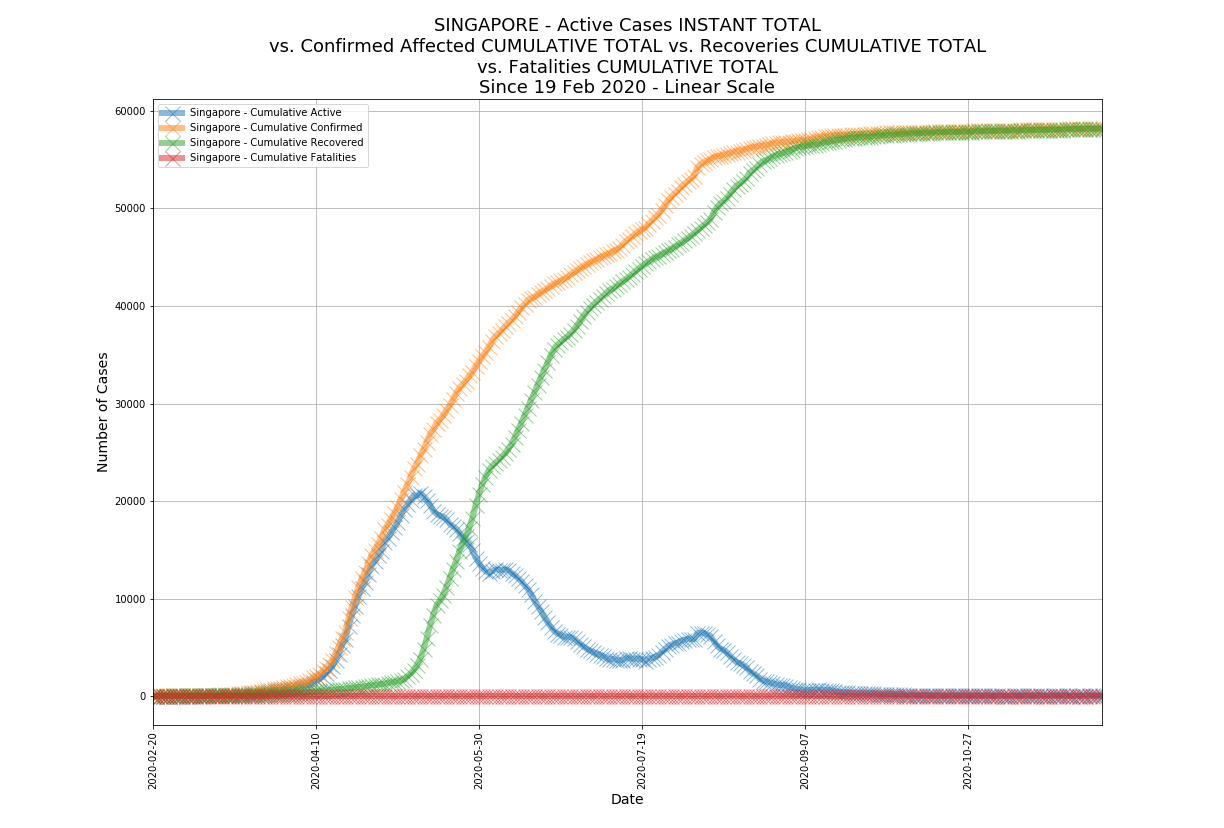 SINGAPORE - Active Cases INSTANT TOTAL
vs. Confirmed Affected CUMULATIVE TOTAL vs. Recoveries CUMULATIVE TOTAL
vs. Fatalities CUMULATIVE TOTAL
Since 19 Feb 2020 - Linear Scale
Singapore - Cumulative Active
Singapore - Cumulative Confirmed
Singapore - Cumulative Recovered
Singapore - Cumulative Fatalities
Number of Cases
60000
50000
40000
30000
20000
10000
0
2020-02-20
2020-04-10
2020-05-30
2020-07-19
2020-09-07
2020-10-27
Date